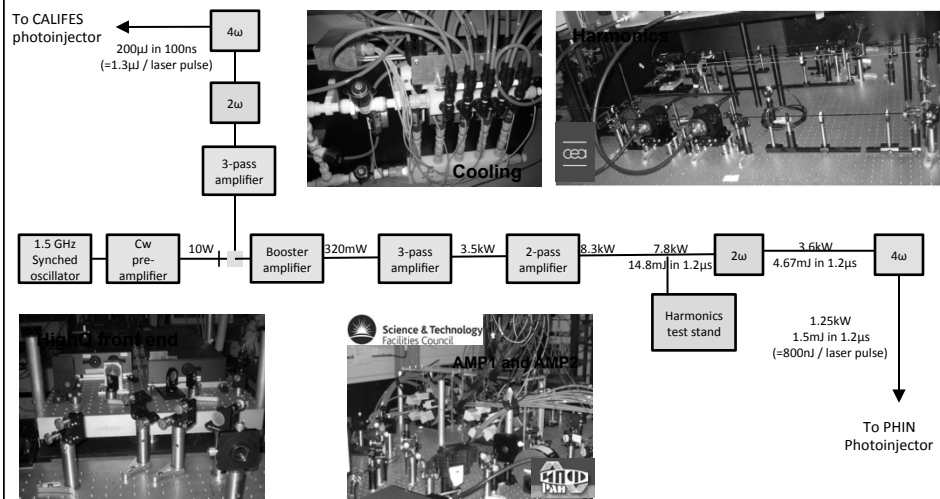 To CALIFES
photoinjector
200µJ in 100ns
(=1.3µJ / laser pulse)
4ω
2ω
3-pass
amplifier
Cooling
Harmonics
cea
1.5 GHz
Synched
oscillator
Cw
pre-
amplifier
10W
Booster
amplifier
320mW
3-pass
amplifier
3.5kW
2-pass
amplifier
8.3kW
7.8kW
14.8mJ in 1.2µs
2ω
3.6kW
4.67mJ in 1.2µs
4ω
Harmonics
test stand
1.25kW
1.5mJ in 1.2µs
(=800nJ / laser pulse)
To PHIN
Photoinjector
HighQ front end
Science & Technology
Facilities Council
AMP1 and AMP2
ИПФ
РАН